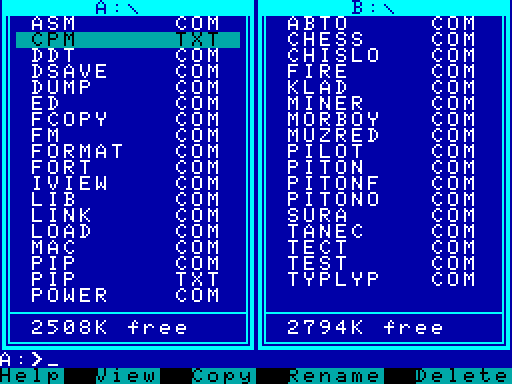 A:\
ASM COM
CPM TXT
DDT COM
DSAVE COM
DUMP COM
ED COM
FCOPY COM
FM COM
FORMAT COM
FORT COM
IVIEW COM
LIB COM
LINK COM
LOAD COM
MAC COM
PIP COM
PIP TXT
POWER COM
2508K free
B:\
ABTO COM
CHESS COM
CHISLO COM
FIRE COM
KLAD COM
MINER COM
MORBOY COM
MUZRED COM
PILOT COM
PITON COM
PITONF COM
PITONO COM
SURA COM
TANEC COM
TECT COM
TEST COM
TYPLYP COM
2794K free
A:>_
Help View Copy Rename Delete